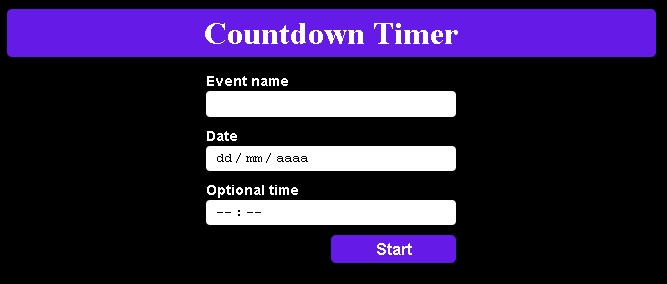 Countdown Timer
Event name
Date
dd/mm/aaaa
Optional time
--:--
Start